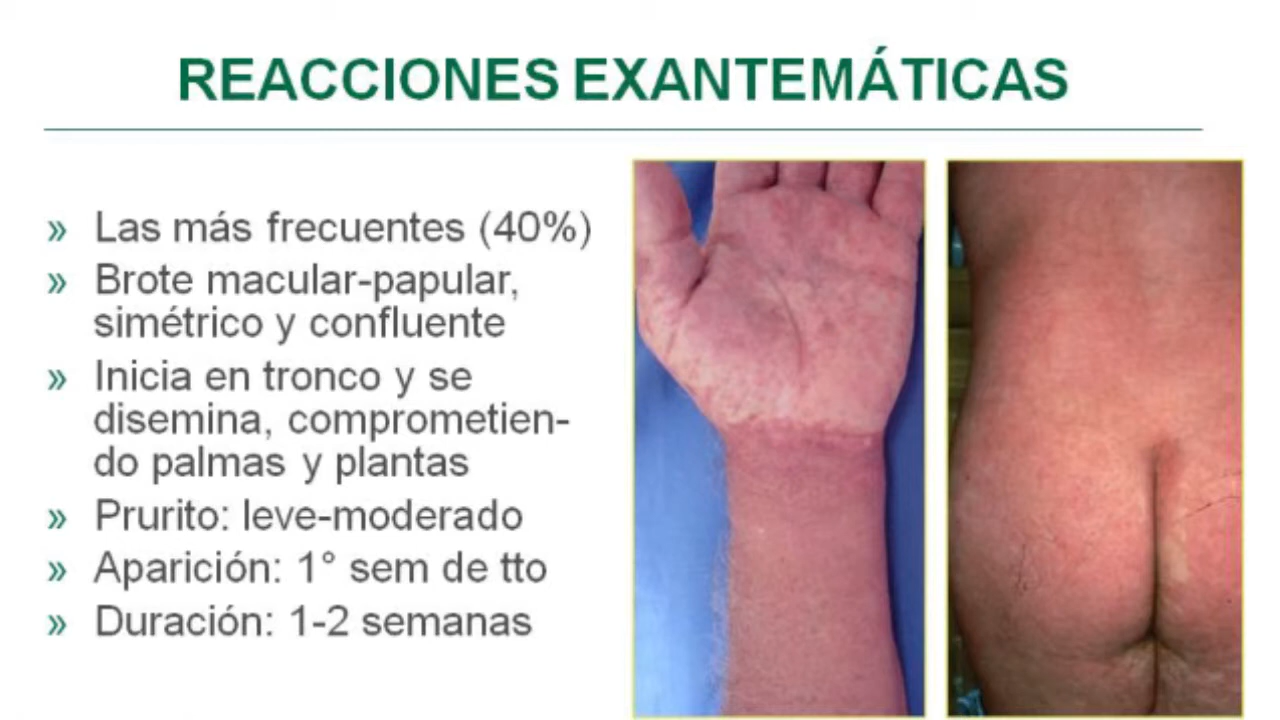 REACCIONES EXANTEMÁTICAS
» Las más frecuentes (40%)
» Brote macular-papular,
simétrico y confluente
» Inicia en tronco y se
disemina, comprometien-
do palmas y plantas
» Prurito: leve-moderado
» Aparición: 1° sem de tto
» Duración: 1-2 semanas